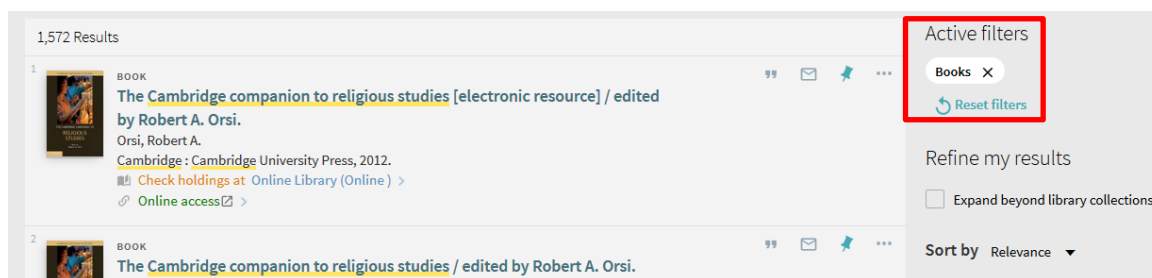 1,572 Results
1
BOOK
The Cambridge companion to religious studies [electronic resource] / edited
by Robert A. Orsi.
Orsi, Robert A.
Cambridge : Cambridge University Press, 2012.
Check holdings at Online Library (Online ) >
Online access >
2
BOOK
The Cambridge companion to religious studies / edited by Robert A. Orsi.
Active filters
Books X
Reset filters
Refine my results
Expand beyond library collections
Sort by Relevance